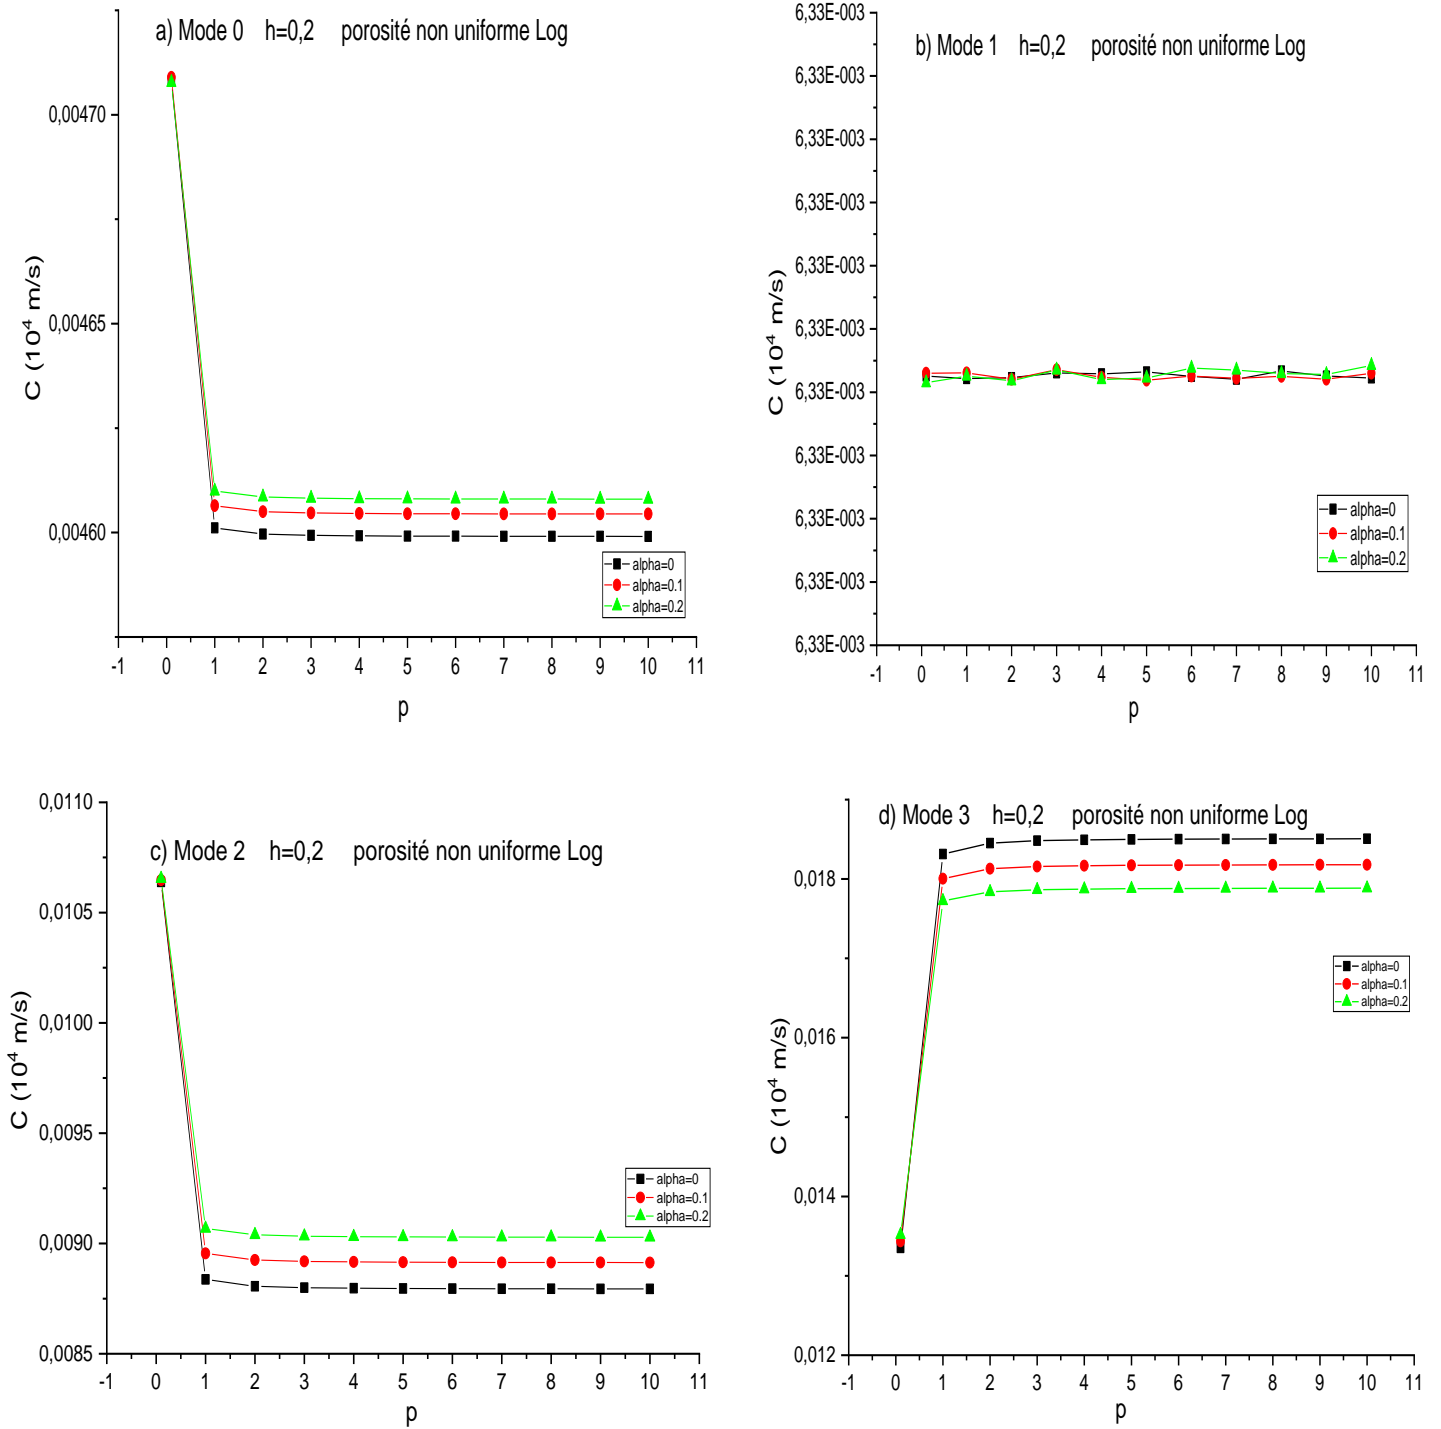 a) Mode 0 h=0,2 porosité non uniforme Log
0,00470
0,00465
0,00460
C (10⁴ m/s)
alpha=0
alpha=0.1
alpha=0.2
-1 0 1 2 3 4 5 6 7 8 9 10 11
p
b) Mode 1 h=0,2 porosité non uniforme Log
6,33E-003
6,33E-003
6,33E-003
6,33E-003
6,33E-003
6,33E-003
6,33E-003
6,33E-003
6,33E-003
6,33E-003
6,33E-003
C (10⁴ m/s)
alpha=0
alpha=0.1
alpha=0.2
-1 0 1 2 3 4 5 6 7 8 9 10 11
p
c) Mode 2 h=0,2 porosité non uniforme Log
0,0110
0,0105
0,0100
0,0095
0,0090
0,0085
C (10⁴ m/s)
alpha=0
alpha=0.1
alpha=0.2
-1 0 1 2 3 4 5 6 7 8 9 10 11
p
d) Mode 3 h=0,2 porosité non uniforme Log
0,018
0,016
0,014
0,012
C (10⁴ m/s)
alpha=0
alpha=0.1
alpha=0.2
-1 0 1 2 3 4 5 6 7 8 9 10 11
p